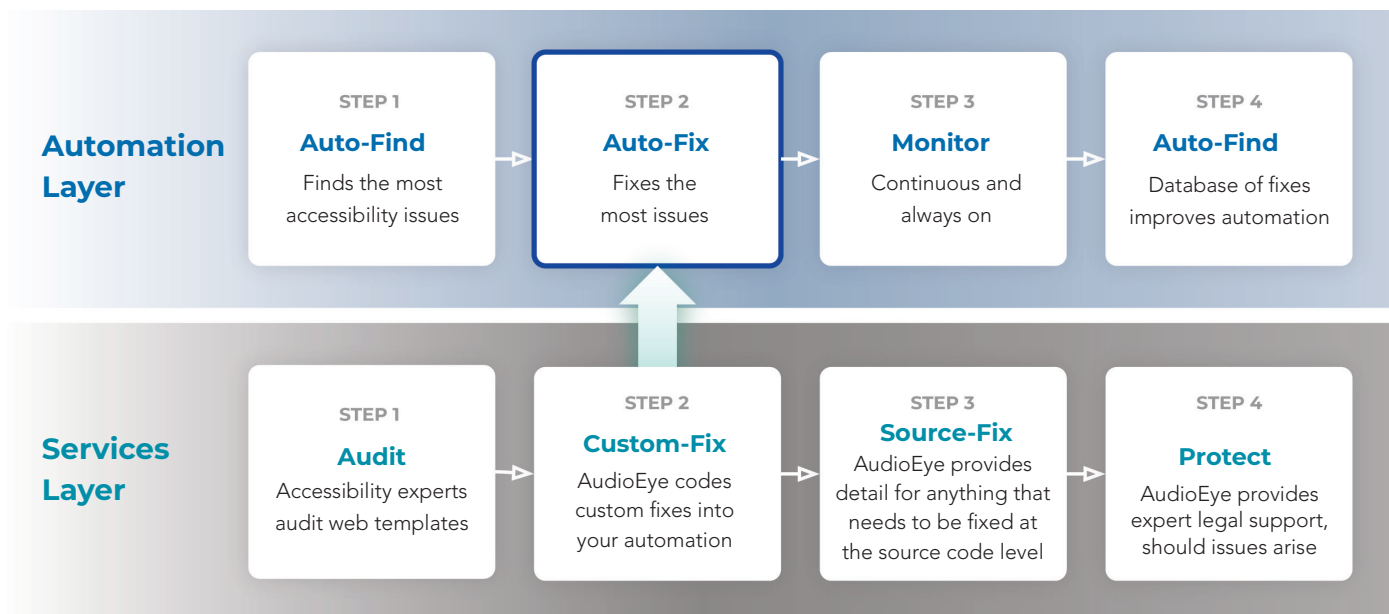 Automation
Layer
STEP 1
Auto-Find
Finds the most
accessibility issues
STEP 2
Auto-Fix
Fixes the
most issues
STEP 3
Monitor
Continuous and
always on
STEP 4
Auto-Find
Database of fixes
improves automation
Services
Layer
STEP 1
Audit
Accessibility experts
audit web templates
STEP 2
Custom-Fix
AudioEye codes
custom fixes into
your automation
STEP 3
Source-Fix
AudioEye provides
detail for anything that
needs to be fixed at
the source code level
STEP 4
Protect
AudioEye provides
expert legal support,
should issues arise